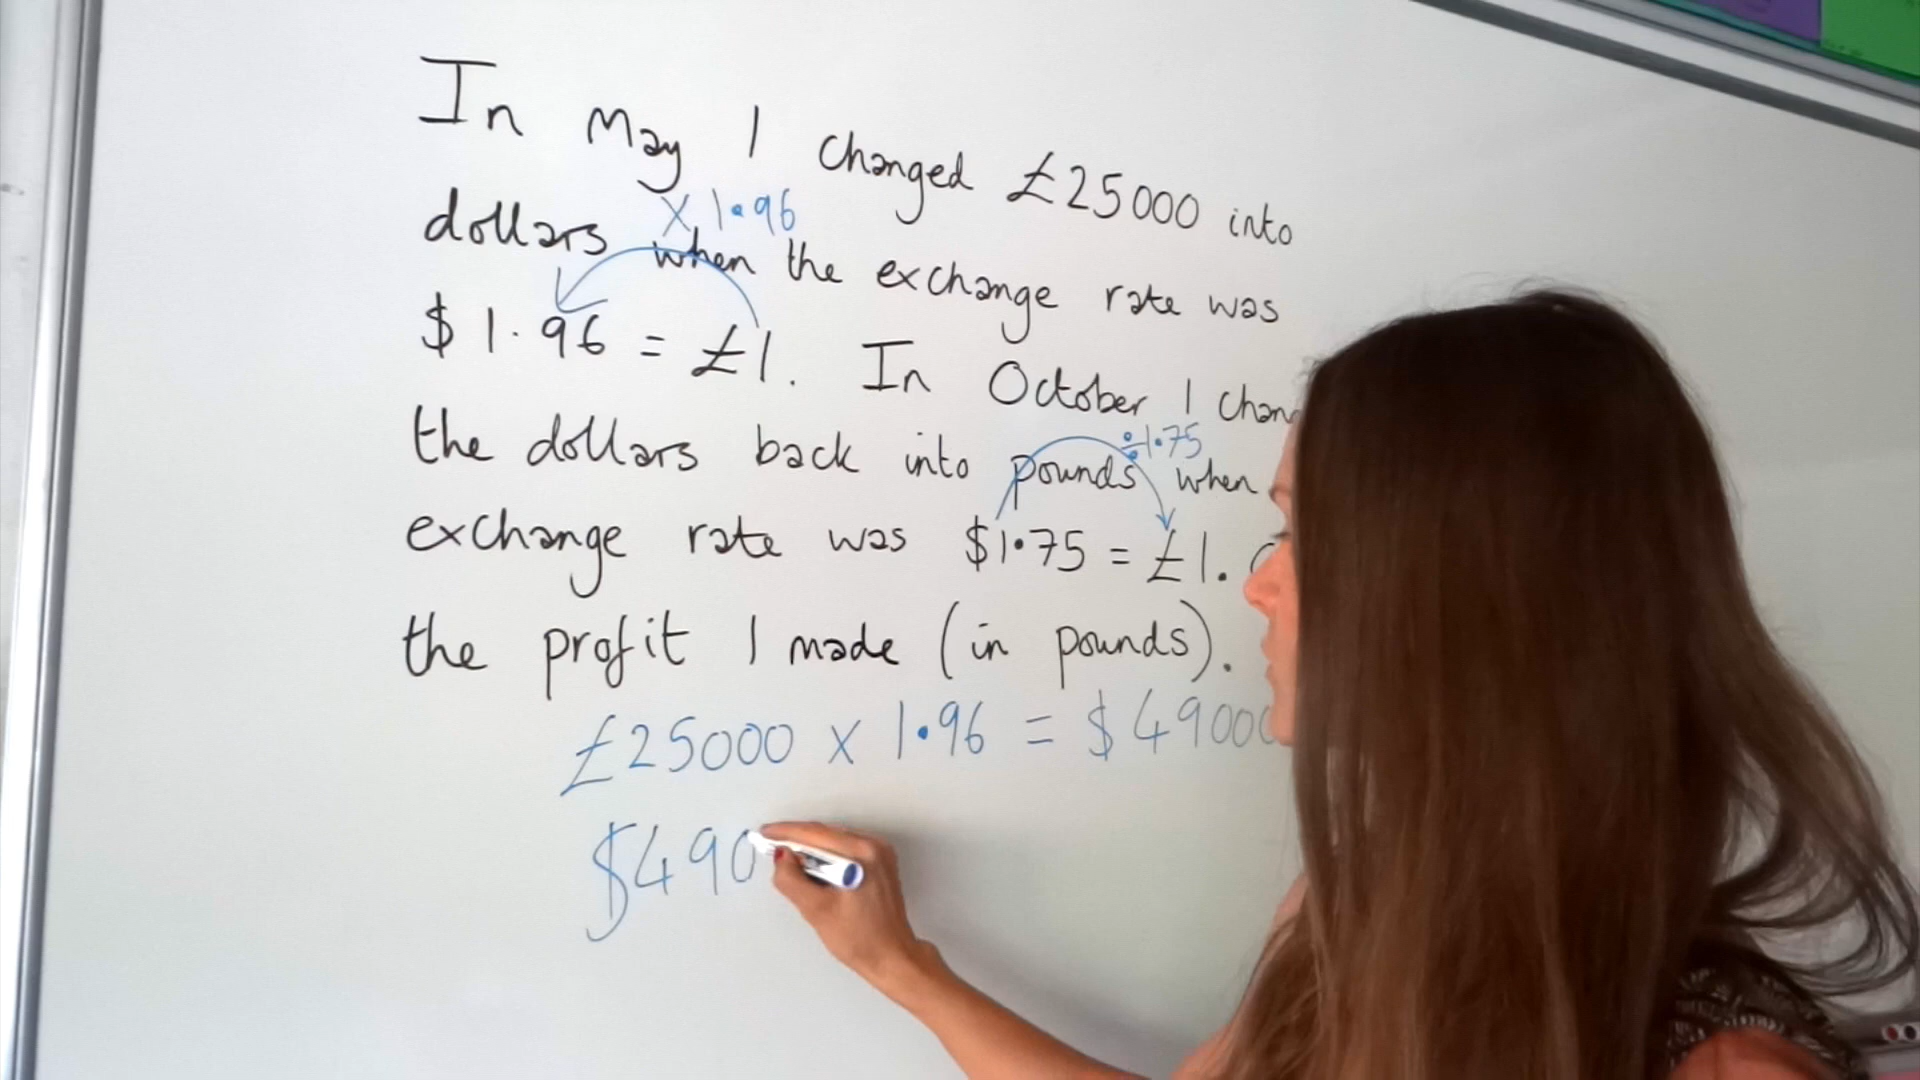 In May I changed £25000 into
× 1.96
dollars when the exchange rate was
$1.96 = £1. In October I chan
÷1.75
the dollars back into pounds when
exchange rate was $1.75 = £1.
the profit I made (in pounds).
£25000 × 1.96 = $49000
$490